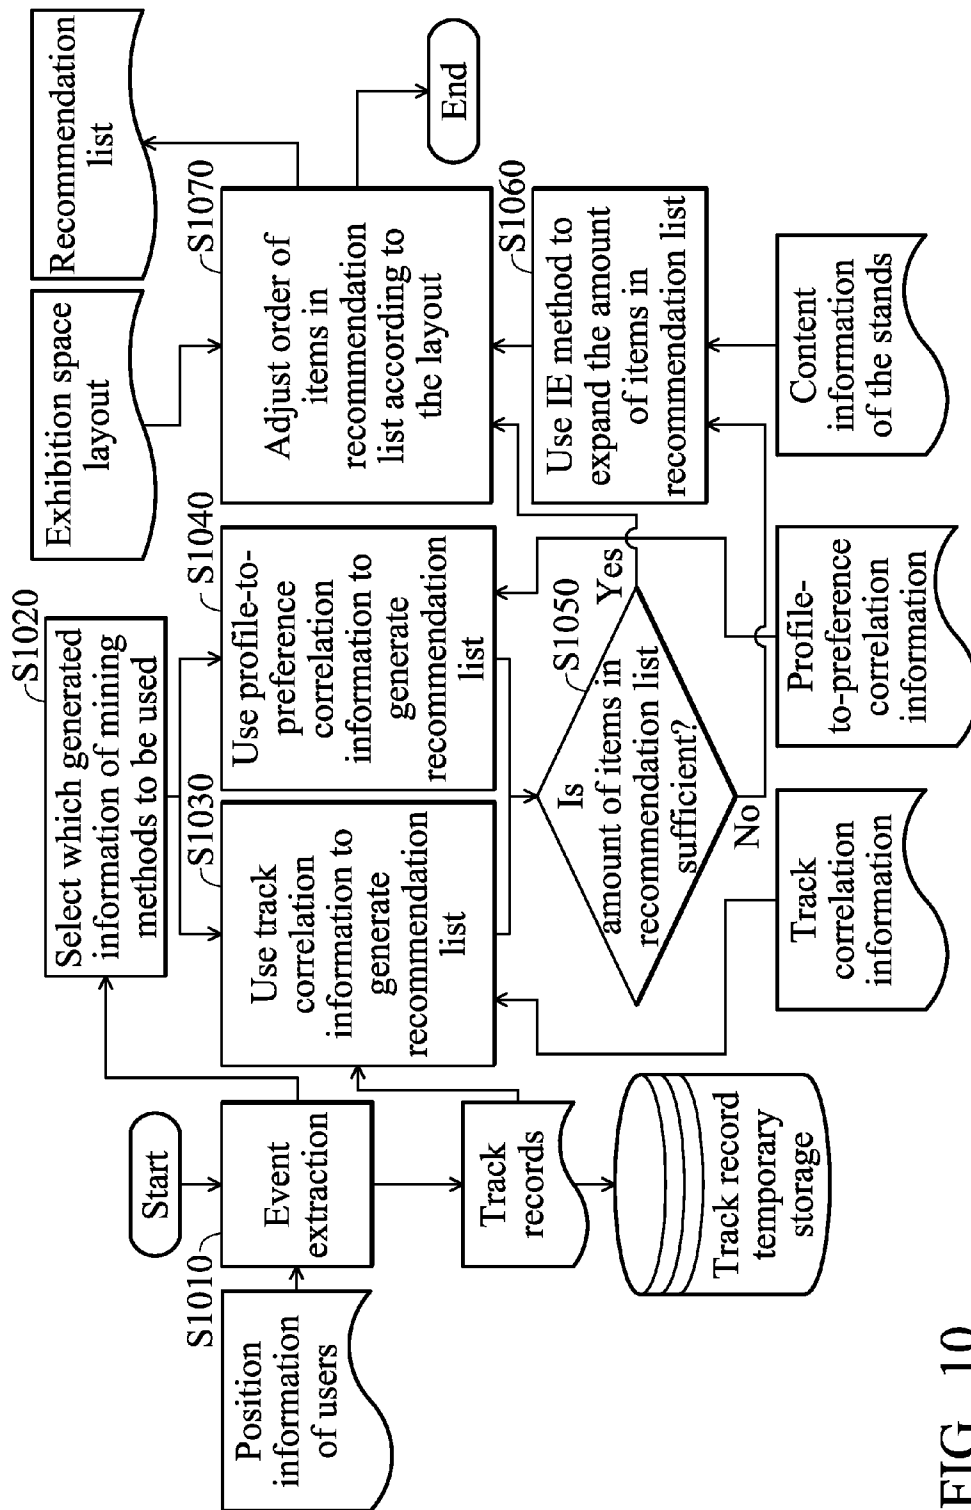 Start
S1010
Position
information
of users
Event
extraction
Track
records
Track record
temporary
storage
S1020
Select which generated
information of mining
methods to be used
S1030
Use track
correlation
information to
generate
recommendation
list
S1040
Use profile-to-
preference
correlation
information to
generate
recommendation
list
S1050
Is
amount of items in
recommendation list
sufficient?
Yes
No
Track
correlation
information
Profile-
to-preference
correlation
information
Exhibition space
layout
Recommendation
list
S1070
Adjust order of
items in
recommendation
list according to
the layout
End
S1060
Use IE method to
expand the amount
of items in
recommendation list
Content
information
of the stands
FIG. 10